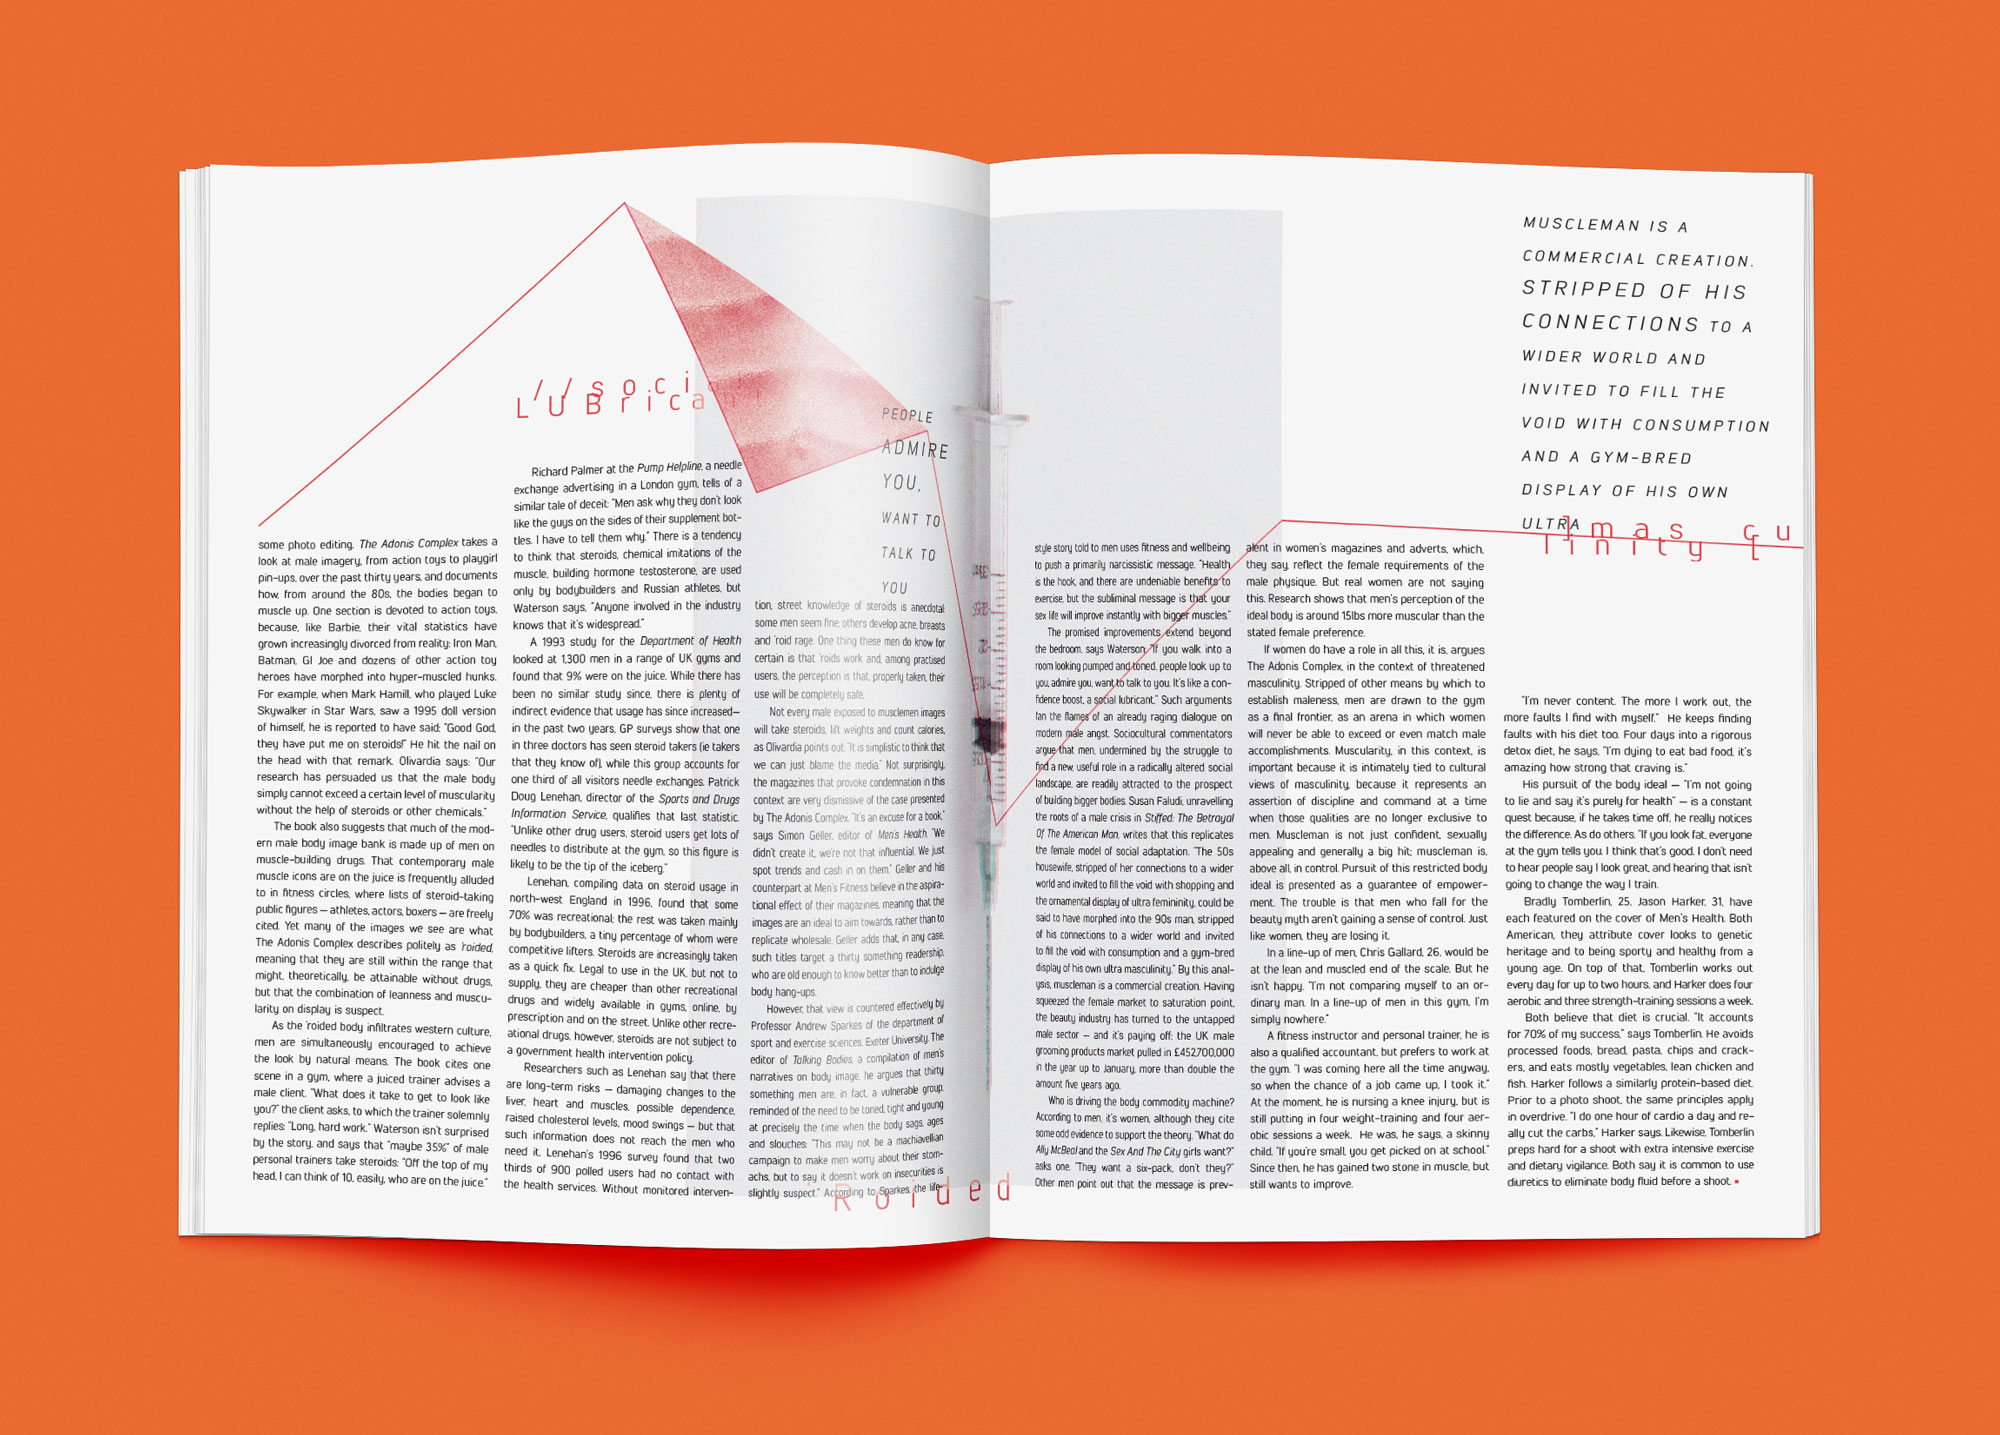 some photo editing. The Adonis Complex takes a
look at male imagery, from action toys to playgirl
pin-ups, over the past thirty years, and documents
how, from around the 80s, the bodies began to
muscle up. One section is devoted to action toys,
because, like Barbie, their vital statistics have
grown increasingly divorced from reality: Iron Man,
Batman, GI Joe and dozens of other action toy
heroes have morphed into hyper-muscled hunks.
For example, when Mark Hamill, who played Luke
Skywalker in Star Wars, saw a 1995 doll version
of himself, he is reported to have said: "Good God,
they have put me on steroids!" He hit the nail on
the head with that remark. Olivardia says: "Our
research has persuaded us that the male body
simply cannot exceed a certain level of muscularity
without the help of steroids or other chemicals."
The book also suggests that much of the mod-
ern male body image bank is made up of men on
muscle-building drugs. That contemporary male
muscle icons are on the juice is frequently alluded
to in fitness circles, where lists of steroid-taking
public figures – athletes, actors, boxers – are freely
cited. Yet many of the images we see are what
The Adonis Complex describes politely as 'roided,
meaning that they are still within the range that
might, theoretically, be attainable without drugs,
but that the combination of leanness and muscu-
larity on display is suspect.
As the 'roided body infiltrates western culture,
men are simultaneously encouraged to achieve
the look by natural means. The book cites one
scene in a gym, where a juiced trainer advises a
male client. "What does it take to get to look like
you?" the client asks, to which the trainer solemnly
replies: "Long, hard work." Waterson isn't surprised
by the story, and says that "maybe 35%" of male
personal trainers take steroids: "Off the top of my
head, I can think of 10, easily, who are on the juice."
//social
LUBricant
Richard Palmer at the Pump Helpline, a needle
exchange advertising in a London gym, tells of a
similar tale of deceit: "Men ask why they don't look
like the guys on the sides of their supplement bot-
tles. I have to tell them why." There is a tendency
to think that steroids, chemical imitations of the
muscle, building hormone testosterone, are used
only by bodybuilders and Russian athletes, but
Waterson says, "Anyone involved in the industry
knows that it's widespread."
A 1993 study for the Department of Health
looked at 1,300 men in a range of UK gyms and
found that 9% were on the juice. While there has
been no similar study since, there is plenty of
indirect evidence that usage has since increased–
in the past two years, GP surveys show that one
in three doctors has seen steroid takers (ie takers
that they know of), while this group accounts for
one third of all visitors needle exchanges. Patrick
Doug Lenehan, director of the Sports and Drugs
Information Service, qualifies that last statistic.
"Unlike other drug users, steroid users get lots of
needles to distribute at the gym, so this figure is
likely to be the tip of the iceberg."
Lenehan, compiling data on steroid usage in
north-west England in 1996, found that some
70% was recreational; the rest was taken mainly
by bodybuilders, a tiny percentage of whom were
competitive lifters. Steroids are increasingly taken
as a quick fix. Legal to use in the UK, but not to
supply, they are cheaper than other recreational
drugs and widely available in gyms, online, by
prescription and on the street. Unlike other recre-
ational drugs, however, steroids are not subject to
a government health intervention policy.
Researchers such as Lenehan say that there
are long-term risks – damaging changes to the
liver, heart and muscles, possible dependence,
raised cholesterol levels, mood swings – but that
such information does not reach the men who
need it. Lenehan's 1996 survey found that two
thirds of 900 polled users had no contact with
the health services. Without monitored interven-
PEOPLE
ADMIRE
YOU,
WANT TO
TALK TO
YOU
tion, street knowledge of steroids is anecdotal:
some men seem fine; others develop acne, breasts
and 'roid rage. One thing these men do know for
certain is that 'roids work and, among practised
users, the perception is that, properly taken, their
use will be completely safe.
Not every male exposed to musclemen images
will take steroids, lift weights and count calories,
as Olivardia points out: "It is simplistic to think that
we can just blame the media." Not surprisingly,
the magazines that provoke condemnation in this
context are very dismissive of the case presented
by The Adonis Complex. "It's an excuse for a book,"
says Simon Geller, editor of Men's Health. "We
didn't create it, we're not that influential. We just
spot trends and cash in on them." Geller and his
counterpart at Men's Fitness believe in the aspira-
tional effect of their magazines, meaning that the
images are an ideal to aim towards, rather than to
replicate wholesale. Geller adds that, in any case,
such titles target a thirty something readership,
who are old enough to know better than to indulge
body hang-ups.
However, that view is countered effectively by
Professor Andrew Sparkes of the department of
sport and exercise sciences, Exeter University. The
editor of Talking Bodies, a compilation of men's
narratives on body image, he argues that thirty
something men are, in fact, a vulnerable group,
reminded of the need to be toned, tight and young
at precisely the time when the body sags, ages
and slouches: "This may not be a machiavellian
campaign to make men worry about their stom-
achs, but to say it doesn't work on insecurities is
slightly suspect." According to Sparkes, the life-
'Roided
style story told to men uses fitness and wellbeing
to push a primarily narcissistic message. "Health
is the hook, and there are undeniable benefits to
exercise, but the subliminal message is that your
sex life will improve instantly with bigger muscles."
The promised improvements extend beyond
the bedroom, says Waterson. "If you walk into a
room looking pumped and toned, people look up to
you, admire you, want to talk to you. It's like a con-
fidence boost, a social lubricant." Such arguments
fan the flames of an already raging dialogue on
modern male angst. Sociocultural commentators
argue that men, undermined by the struggle to
find a new, useful role in a radically altered social
landscape, are readily attracted to the prospect
of building bigger bodies. Susan Faludi, unravelling
the roots of a male crisis in Stiffed: The Betrayal
Of The American Man, writes that this replicates
the female model of social adaptation. "The 50s
housewife, stripped of her connections to a wider
world and invited to fill the void with shopping and
the ornamental display of ultra femininity, could be
said to have morphed into the 90s man, stripped
of his connections to a wider world and invited
to fill the void with consumption and a gym-bred
display of his own ultra masculinity." By this anal-
ysis, muscleman is a commercial creation. Having
squeezed the female market to saturation point,
the beauty industry has turned to the untapped
male sector – and it's paying off: the UK male
grooming products market pulled in £452,700,000
in the year up to January, more than double the
amount five years ago.
Who is driving the body commodity machine?
According to men, it's women, although they cite
some odd evidence to support the theory. "What do
Ally McBeal and the Sex And The City girls want?"
asks one. "They want a six-pack, don't they?"
Other men point out that the message is prev-
alent in women's magazines and adverts, which,
they say, reflect the female requirements of the
male physique. But real women are not saying
this. Research shows that men's perception of the
ideal body is around 15lbs more muscular than the
stated female preference.
If women do have a role in all this, it is, argues
The Adonis Complex, in the context of threatened
masculinity. Stripped of other means by which to
establish maleness, men are drawn to the gym
as a final frontier, as an arena in which women
will never be able to exceed or even match male
accomplishments. Muscularity, in this context, is
important because it is intimately tied to cultural
views of masculinity, because it represents an
assertion of discipline and command at a time
when those qualities are no longer exclusive to
men. Muscleman is not just confident, sexually
appealing and generally a big hit; muscleman is,
above all, in control. Pursuit of this restricted body
ideal is presented as a guarantee of empower-
ment. The trouble is that men who fall for the
beauty myth aren't gaining a sense of control. Just
like women, they are losing it.
In a line-up of men, Chris Gallard, 26, would be
at the lean and muscled end of the scale. But he
isn't happy. "I'm not comparing myself to an or-
dinary man. In a line-up of men in this gym, I'm
simply nowhere."
A fitness instructor and personal trainer, he is
also a qualified accountant, but prefers to work at
the gym. "I was coming here all the time anyway,
so when the chance of a job came up, I took it."
At the moment, he is nursing a knee injury, but is
still putting in four weight-training and four aer-
obic sessions a week. He was, he says, a skinny
child. "If you're small, you get picked on at school."
Since then, he has gained two stone in muscle, but
still wants to improve.
MUSCLEMAN IS A
COMMERCIAL CREATION.
STRIPPED OF HIS
CONNECTIONS TO A
WIDER WORLD AND
INVITED TO FILL THE
VOID WITH CONSUMPTION
AND A GYM-BRED
DISPLAY OF HIS OWN
ULTRA
]mas cu
linity [
"I'm never content. The more I work out, the
more faults I find with myself." He keeps finding
faults with his diet too. Four days into a rigorous
detox diet, he says, "I'm dying to eat bad food, it's
amazing how strong that craving is."
His pursuit of the body ideal – "I'm not going
to lie and say it's purely for health" – is a constant
quest because, if he takes time off, he really notices
the difference. As do others. "If you look fat, everyone
at the gym tells you. I think that's good. I don't need
to hear people say I look great, and hearing that isn't
going to change the way I train.
Bradly Tomberlin, 25, Jason Harker, 31, have
each featured on the cover of Men's Health. Both
American, they attribute cover looks to genetic
heritage and to being sporty and healthy from a
young age. On top of that, Tomberlin works out
every day for up to two hours, and Harker does four
aerobic and three strength-training sessions a week.
Both believe that diet is crucial. "It accounts
for 70% of my success," says Tomberlin. He avoids
processed foods, bread, pasta, chips and crack-
ers, and eats mostly vegetables, lean chicken and
fish. Harker follows a similarly protein-based diet.
Prior to a photo shoot, the same principles apply
in overdrive. "I do one hour of cardio a day and re-
ally cut the carbs," Harker says. Likewise, Tomberlin
preps hard for a shoot with extra intensive exercise
and dietary vigilance. Both say it is common to use
diuretics to eliminate body fluid before a shoot.